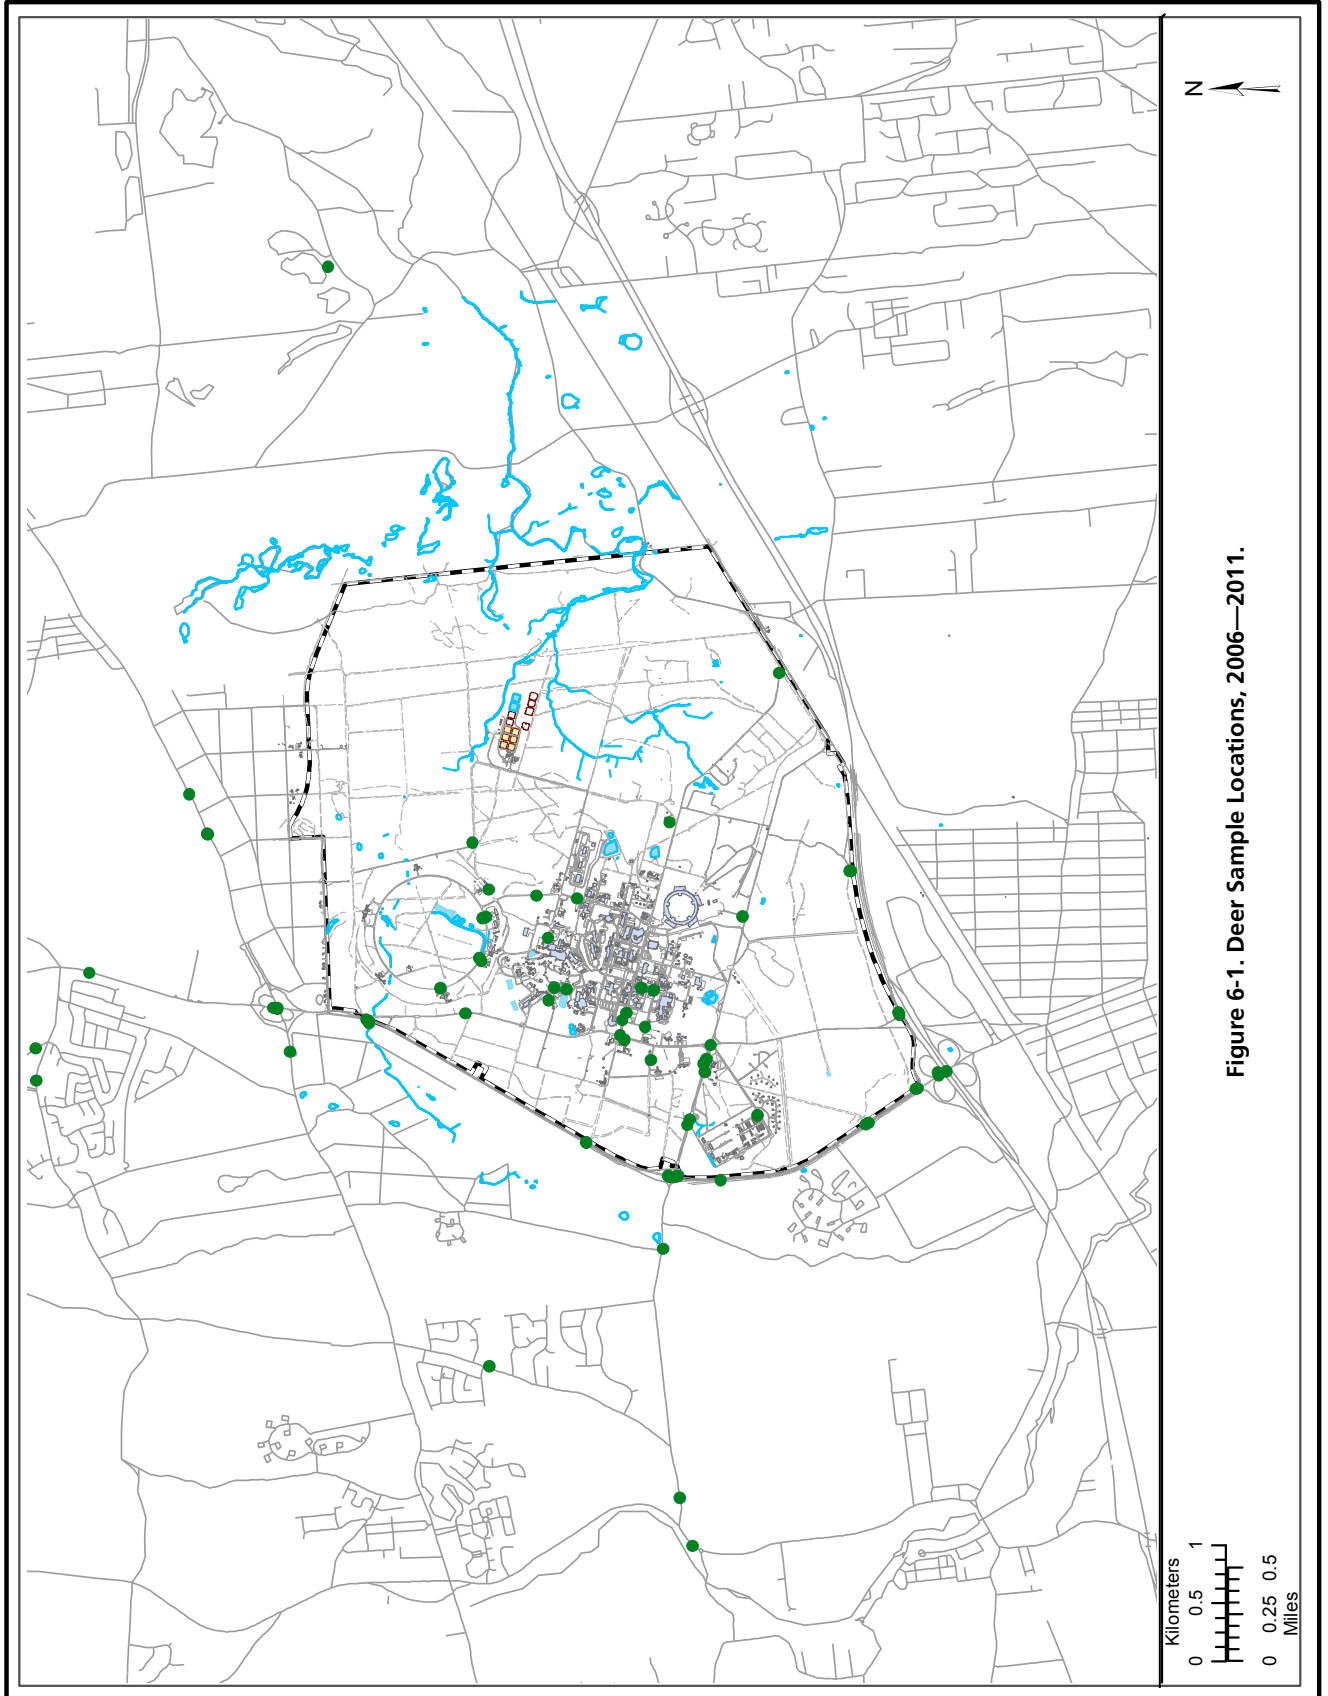 N
Figure 6-1. Deer Sample Locations, 2006—2011.
Kilometers
0 0.5 1
0 0.25 0.5
Miles